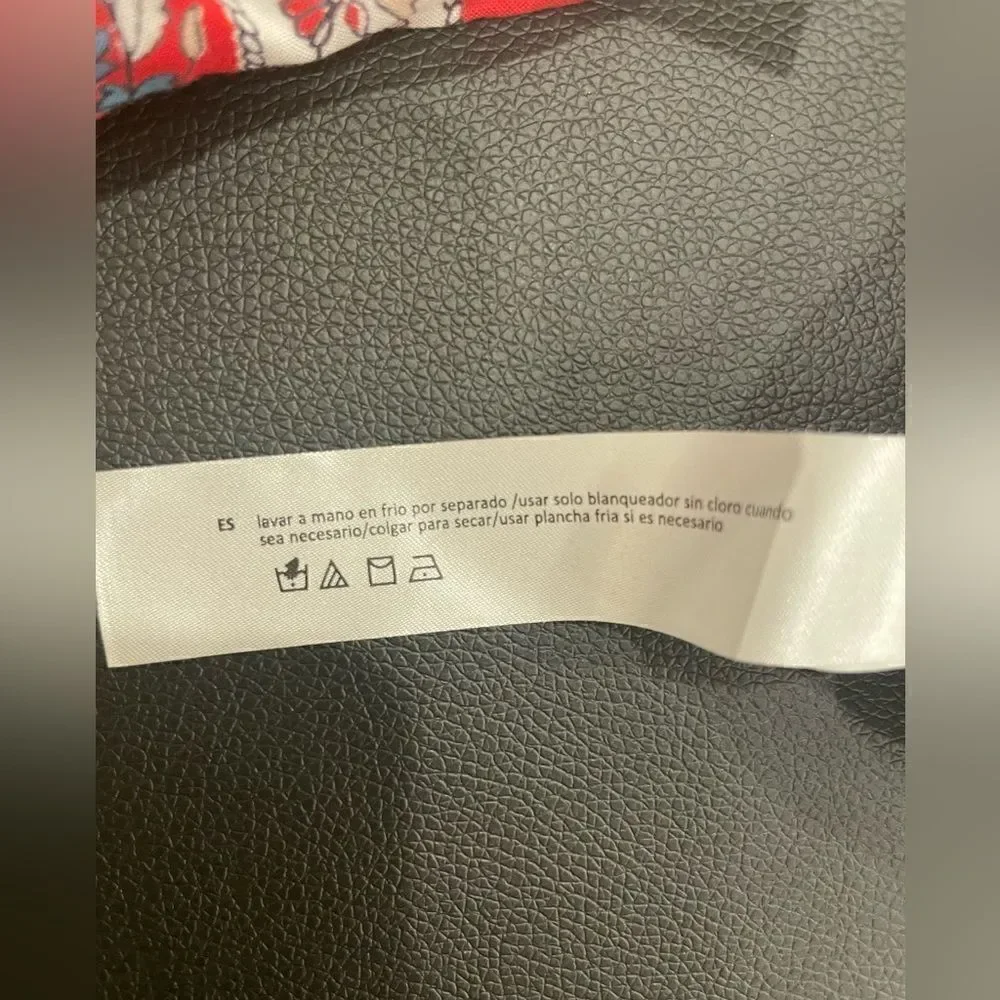 ES lavar a mano en frio por separado /usar solo blanqueador sin cloro cuando
sea necesario/colgar para secar/usar plancha fria si es necesario